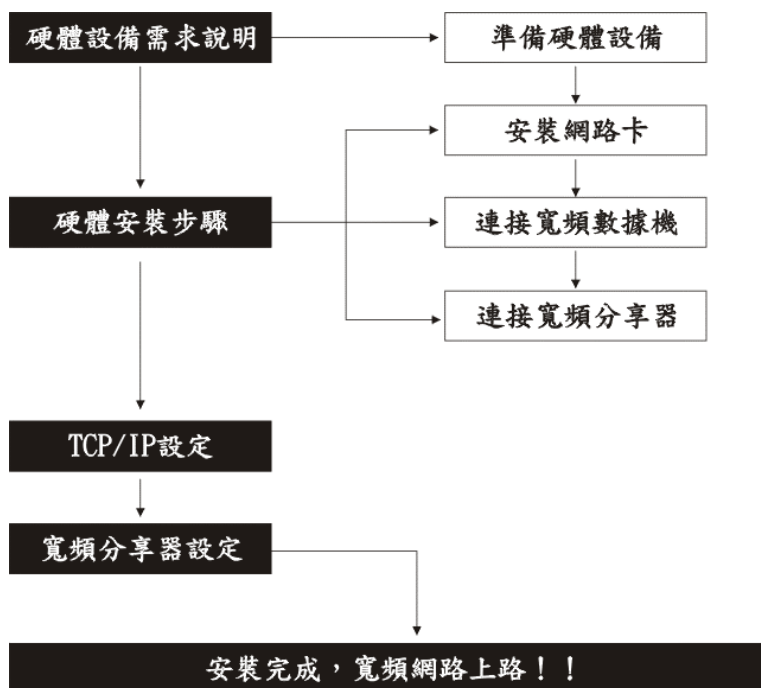 硬體設備需求說明
準備硬體設備
安裝網路卡
硬體安裝步驟
連接寬頻數據機
連接寬頻分享器
TCP/IP設定
寬頻分享器設定
安裝完成，寬頻網路上路！！